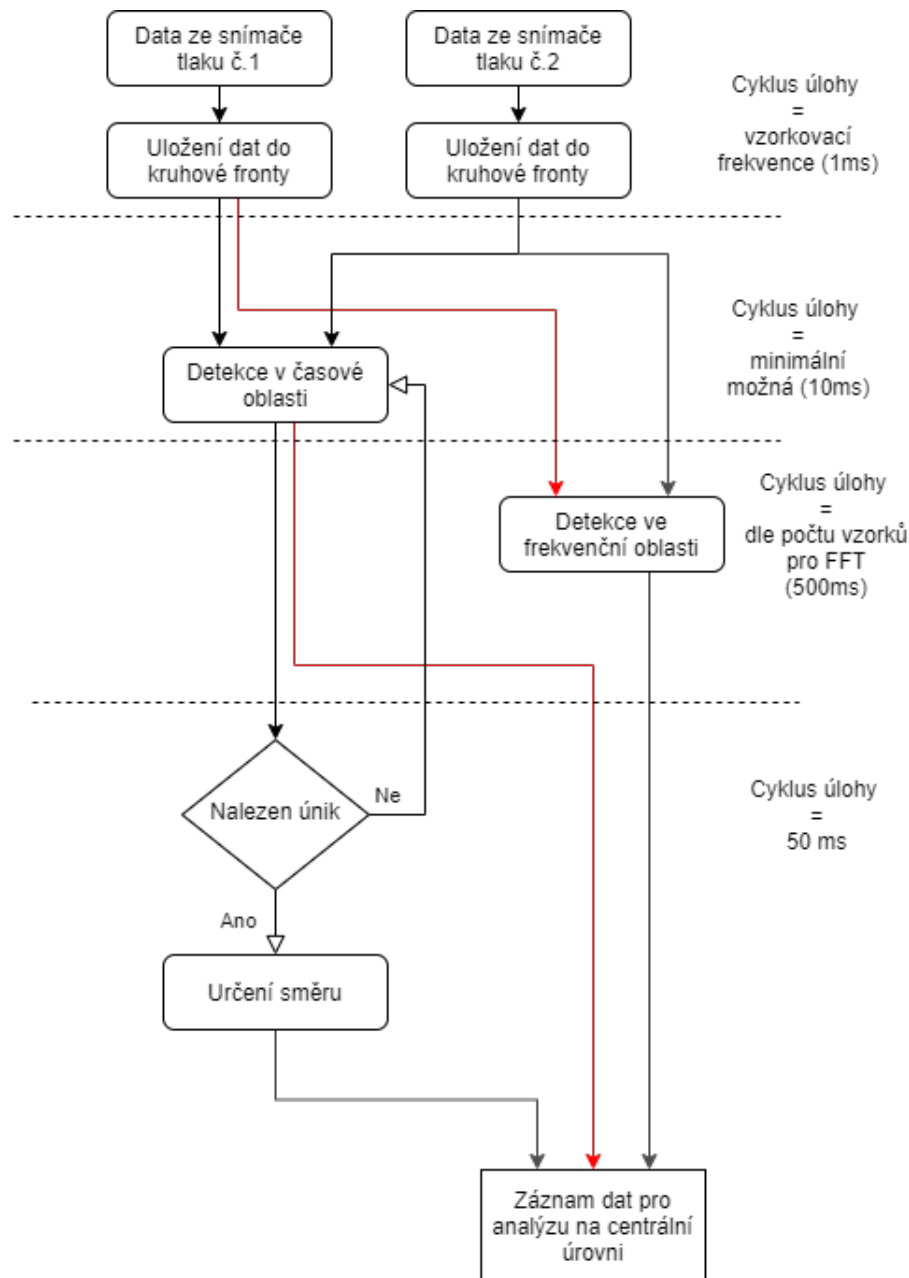 Data ze snímače
tlaku č.1
Data ze snímače
tlaku č.2
Cyklus úlohy
=
vzorkovací
frekvence (1ms)
Uložení dat do
kruhové fronty
Uložení dat do
kruhové fronty
Cyklus úlohy
=
minimální
možná (10ms)
Detekce v časové
oblasti
Cyklus úlohy
=
dle počtu vzorků
pro FFT
(500ms)
Detekce ve
frekvenční oblasti
Nalezen únik
Ne
Cyklus úlohy
=
50 ms
Ano
Určení směru
Záznam dat pro
analýzu na centrální
úrovni